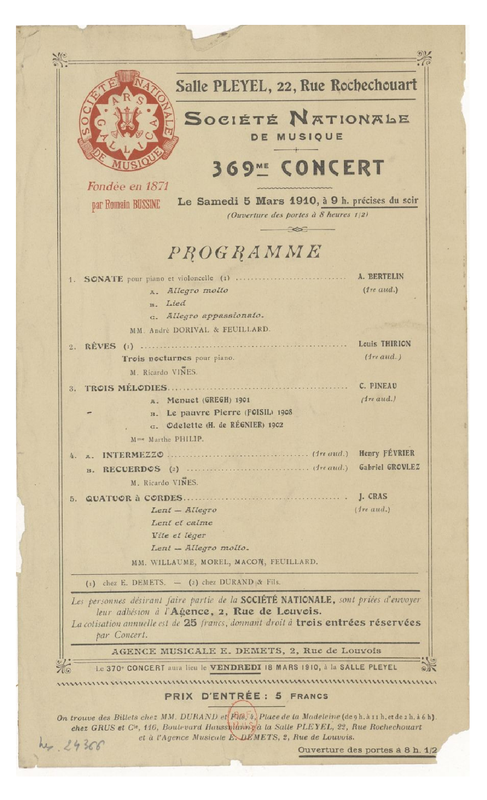 SOCIÉTÉ NATIONALE DE MUSIQUE
ARS GALLICA
Fondée en 1871
par Romain BUSSINE
Salle PLEYEL, 22, Rue Rochechouart
SOCIÉTÉ NATIONALE
DE MUSIQUE
369ME CONCERT
Le Samedi 5 Mars 1910, à 9 h. précises du soir
(Ouverture des portes à 8 heures 1/2)
PROGRAMME
1. SONATE pour piano et violoncelle (1) A. BERTELIN
A. Allegro molto (1re aud.)
B. Lied
C. Allegro appassionato.
MM. André DORIVAL & FEUILLARD.
2. RÊVES (1) Louis THIRION
Trois nocturnes pour piano. (1re aud.)
M. Ricardo VIÑES.
3. TROIS MÉLODIES C. PINEAU
A. Menuet (GREGH) 1901 (1re aud.)
B. Le pauvre Pierre (FOISIL) 1905
C. Odelette (H. de RÉGNIER) 1902
Mme Marthe PHILIP.
4. A. INTERMEZZO (1re aud.) Henry FÉVRIER
B. RECUERDOS (2) (1re aud.) Gabriel GROVLEZ
M. Ricardo VIÑES.
5. QUATUOR à CORDES J. CRAS
Lent — Allegro (1re aud.)
Lent et calme
Vite et léger
Lent — Allegro molto.
MM. WILLAUME, MOREL, MACON, FEUILLARD.
(1) chez E. DEMETS. — (2) chez DURAND & Fils.
Les personnes désirant faire partie de la SOCIÉTÉ NATIONALE, sont priées d'envoyer
leur adhésion à l'Agence, 2, Rue de Louvois.
La cotisation annuelle est de 25 francs, donnant droit à trois entrées réservées
par Concert.
AGENCE MUSICALE E. DEMETS, 2, Rue de Louvois
Le 370e CONCERT aura lieu le VENDREDI 18 MARS 1910, à la SALLE PLEYEL
PRIX D'ENTRÉE : 5 FRANCS
On trouve des Billets chez MM. DURAND et Fils, 4, Place de la Madeleine (de 9 h. à 11 h. et de 2 h. à 6 h)
chez GRUS et Cie, 116, Boulevard Haussmann, à la Salle PLEYEL, 22, Rue Rochechouart
et à l'Agence Musicale E. DEMETS, 2, Rue de Louvois.
Ouverture des portes à 8 h. 1/2
24366